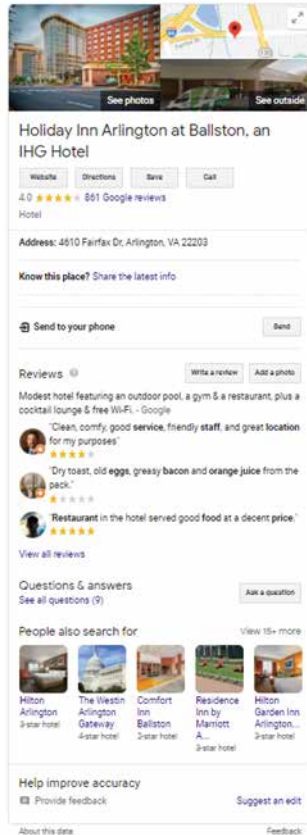 See photos
See outside
Holiday Inn Arlington at Ballston, an
IHG Hotel
Website Directions Save Call
4.0 861 Google reviews
Hotel
Address: 4610 Fairfax Dr, Arlington, VA 22203
Know this place? Share the latest info
Send to your phone Send
Reviews Write a review Add a photo
Modest hotel featuring an outdoor pool, a gym & a restaurant, plus a
cocktail lounge & free Wi-Fi. - Google
"Clean, comfy, good service, friendly staff, and great location
for my purposes"
"Dry toast, old eggs, greasy bacon and orange juice from the
pack."
"Restaurant in the hotel served good food at a decent price."
View all reviews
Questions & answers
See all questions (9) Ask a question
People also search for View 15+ more
Hilton
Arlington
3-star hotel
The Westin
Arlington
Gateway
4-star hotel
Comfort
Inn
Ballston
2-star hotel
Residence
Inn by
Marriott
A...
3-star hotel
Hilton
Garden Inn
Arlington...
3-star hotel
Help improve accuracy
Provide feedback Suggest an edit
About this data Feedback